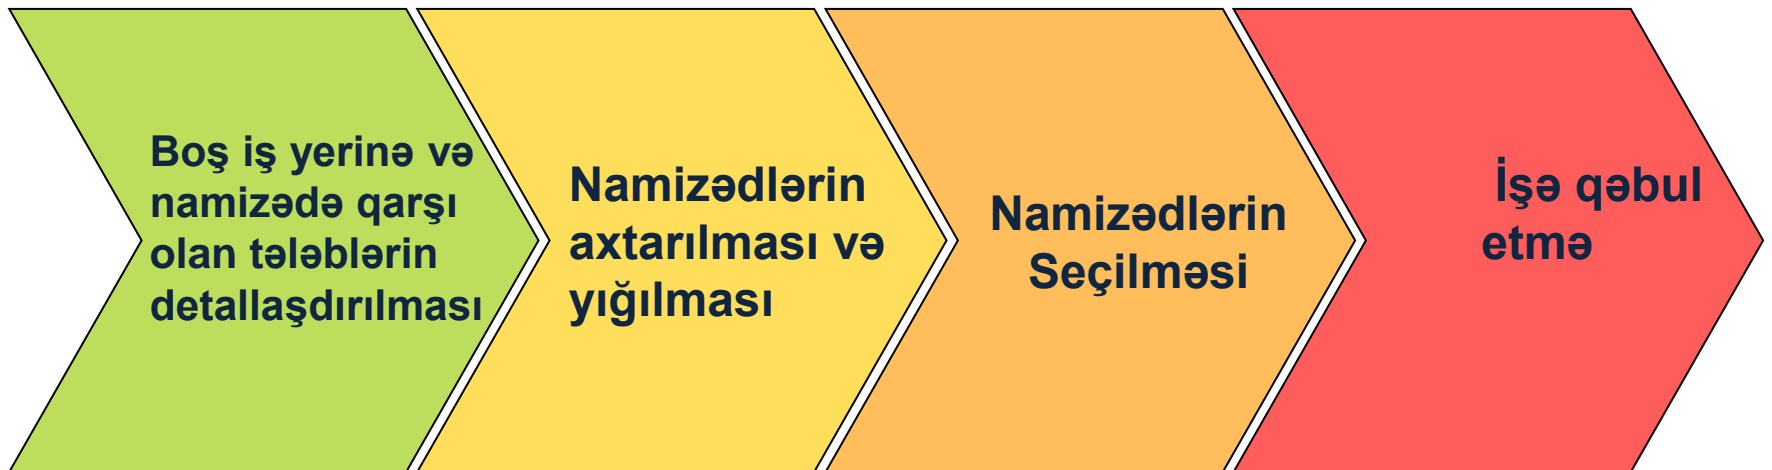 Boş iş yerinə və
namizədə qarşı
olan tələblərin
detallaşdırılması
Namizədlərin
axtarılması və
yığılması
Namizədlərin
Seçilməsi
İşə qəbul
etmə